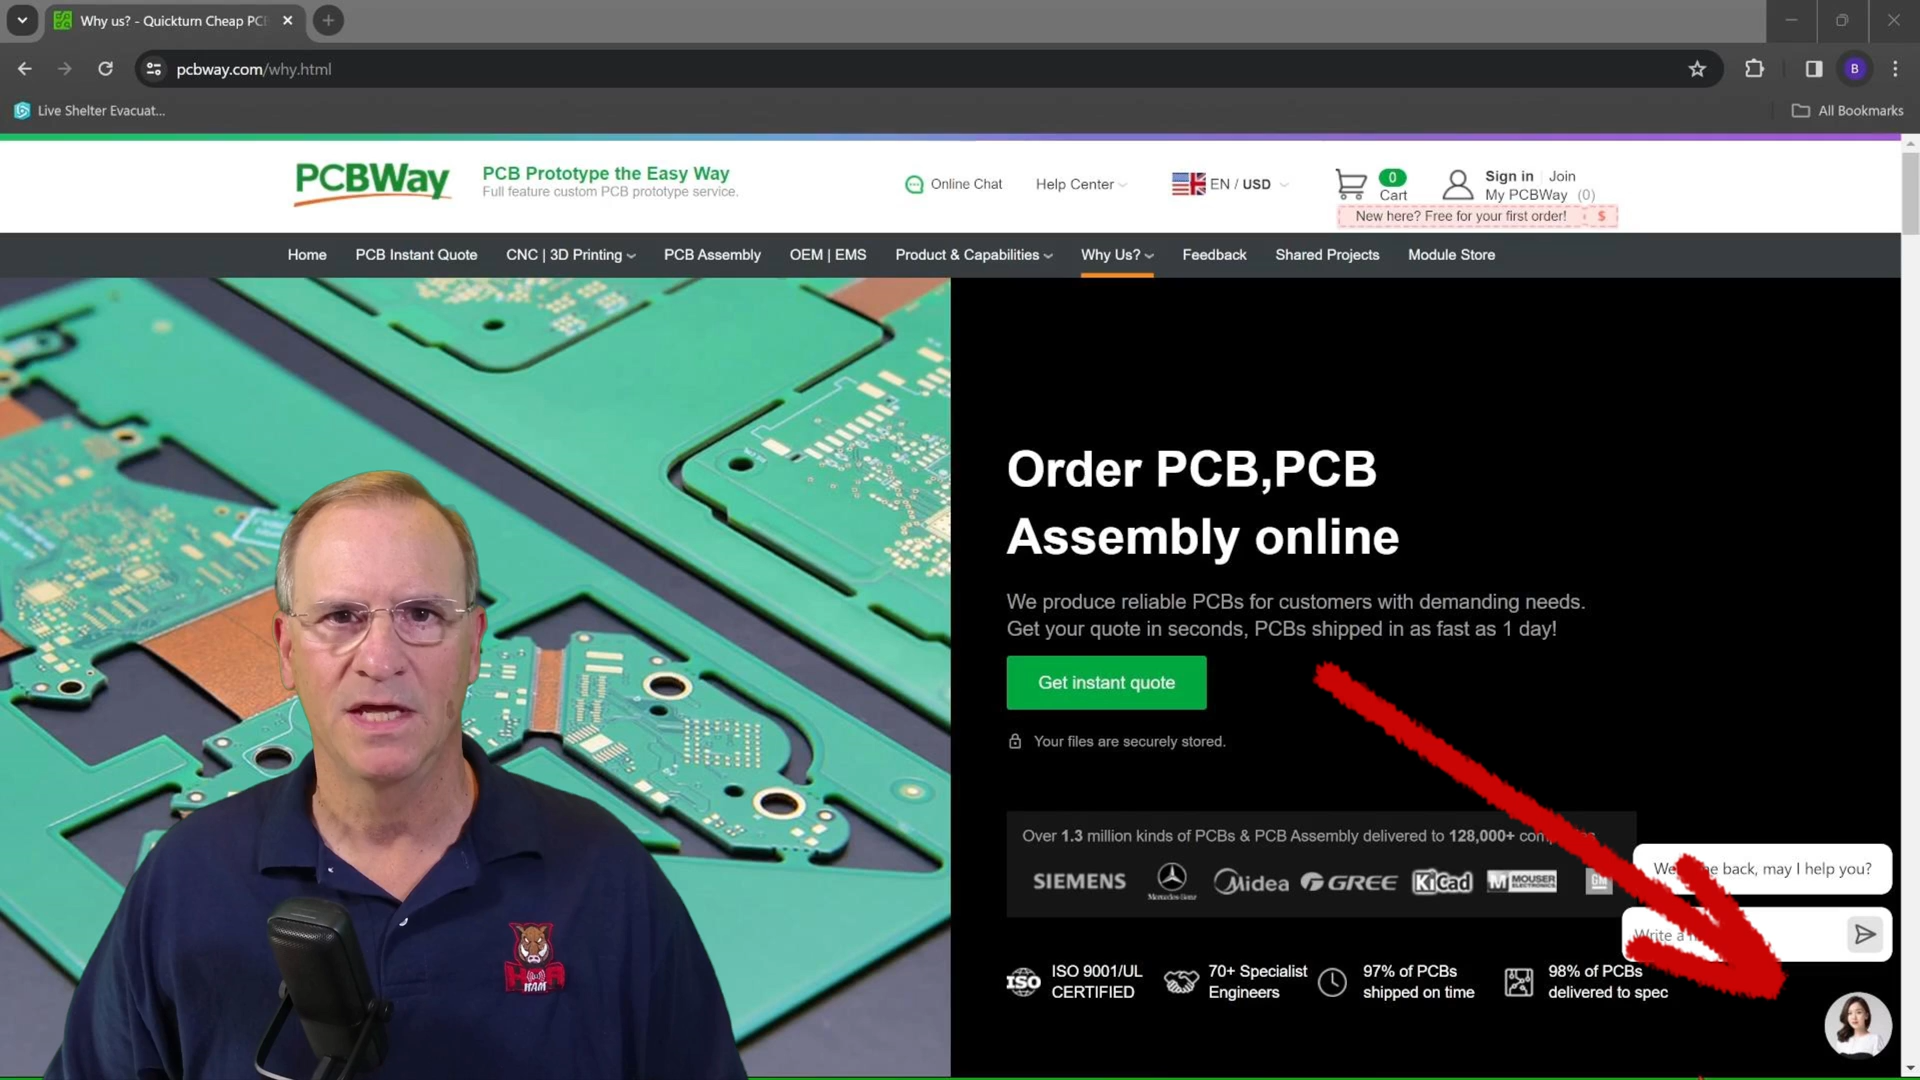 Why us? - Quickturn Cheap PC
pcbway.com/why.html
B
Live Shelter Evacuat...
All Bookmarks
PCBWay
PCB Prototype the Easy Way
Full feature custom PCB prototype service.
Online Chat
Help Center
EN / USD
0
Cart
Sign in | Join
My PCBWay (0)
New here? Free for your first order! $
Home
PCB Instant Quote
CNC | 3D Printing
PCB Assembly
OEM | EMS
Product & Capabilities
Why Us?
Feedback
Shared Projects
Module Store
Order PCB,PCB
Assembly online
We produce reliable PCBs for customers with demanding needs.
Get your quote in seconds, PCBs shipped in as fast as 1 day!
Get instant quote
Your files are securely stored.
Over 1.3 million kinds of PCBs & PCB Assembly delivered to 128,000+
SIEMENS
Mercedes-Benz
Midea
GREE
KiCad
M MOUSER
ELECTRONICS
GM
back, may I help you?
Write a
ISO
ISO 9001/UL
CERTIFIED
70+ Specialist
Engineers
97% of PCBs
shipped on time
98% of PCBs
delivered to spec
HAM